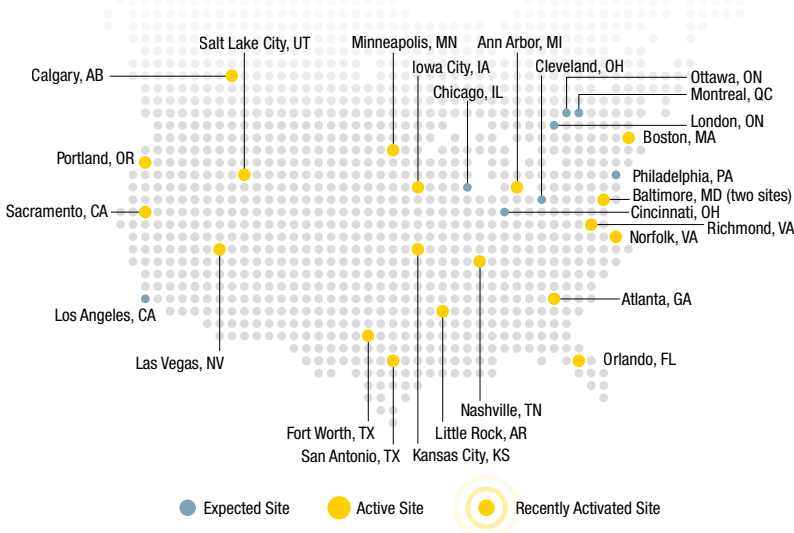 Salt Lake City, UT
Minneapolis, MN
Ann Arbor, MI
Iowa City, IA
Cleveland, OH
Calgary, AB
Ottawa, ON
Chicago, IL
Montreal, QC
London, ON
Boston, MA
Portland, OR
Philadelphia, PA
Baltimore, MD (two sites)
Sacramento, CA
Cincinnati, OH
Richmond, VA
Norfolk, VA
Los Angeles, CA
Atlanta, GA
Las Vegas, NV
Orlando, FL
Nashville, TN
Fort Worth, TX
Little Rock, AR
San Antonio, TX
Kansas City, KS
Expected Site
Active Site
Recently Activated Site